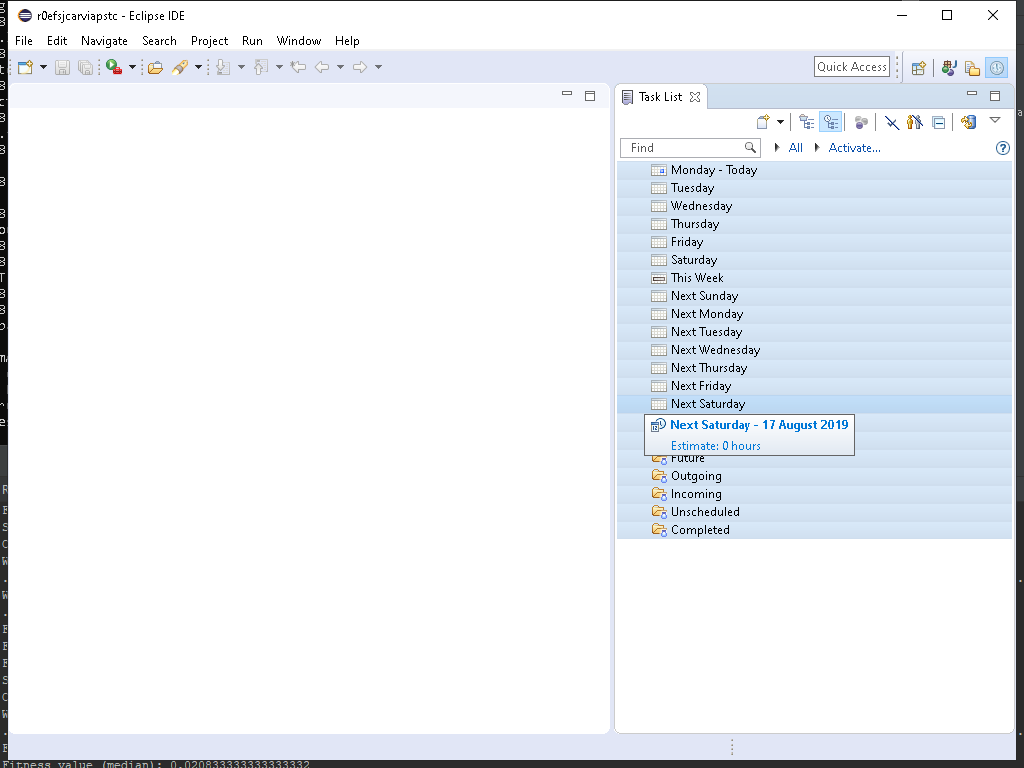 r0efsjcarviapstc - Eclipse IDE
File Edit Navigate Search Project Run Window Help
Quick Access
Task List
Find All Activate...
Monday - Today
Tuesday
Wednesday
Thursday
Friday
Saturday
This Week
Next Sunday
Next Monday
Next Tuesday
Next Wednesday
Next Thursday
Next Friday
Next Saturday
Next Saturday - 17 August 2019
Estimate: 0 hours
Future
Outgoing
Incoming
Unscheduled
Completed
Fitness value (median): 0.020833333333333332